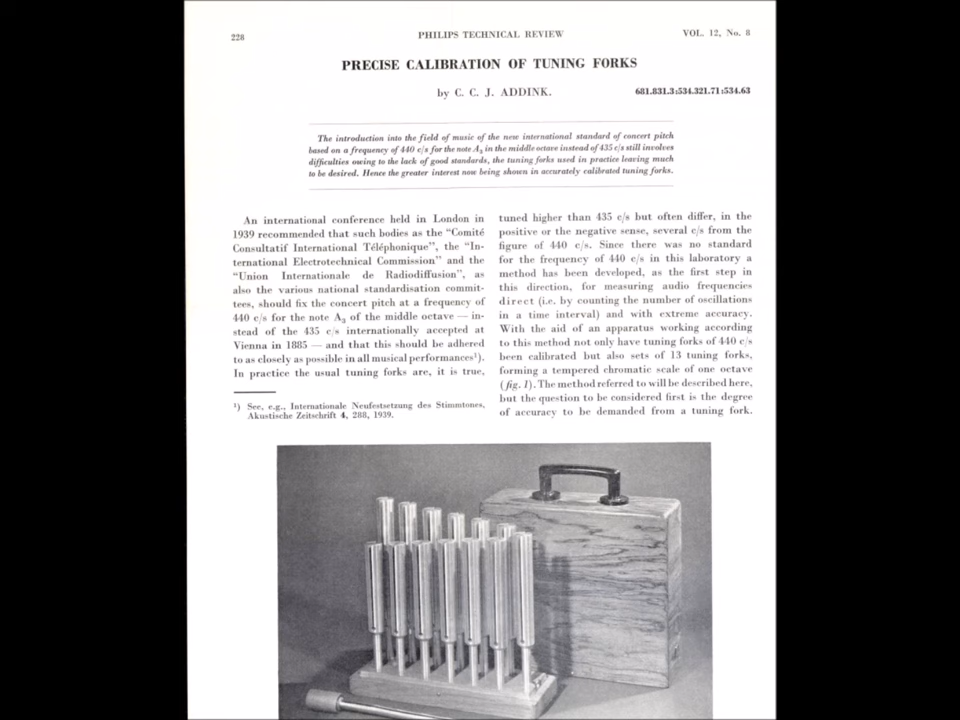 228
PHILIPS TECHNICAL REVIEW
VOL. 12, No. 8
PRECISE CALIBRATION OF TUNING FORKS
by C. C. J. ADDINK.
681.831.3:534.321.71:534.63
The introduction into the field of music of the new international standard of concert pitch
based on a frequency of 440 c/s for the note A₃ in the middle octave instead of 435 c/s still involves
difficulties owing to the lack of good standards, the tuning forks used in practice leaving much
to be desired. Hence the greater interest now being shown in accurately calibrated tuning forks.
An international conference held in London in
1939 recommended that such bodies as the “Comité
Consultatif International Téléphonique”, the “In-
ternational Electrotechnical Commission” and the
“Union Internationale de Radiodiffusion”, as
also the various national standardisation commit-
tees, should fix the concert pitch at a frequency of
440 c/s for the note A₃ of the middle octave — in-
stead of the 435 c/s internationally accepted at
Vienna in 1885 — and that this should be adhered
to as closely as possible in all musical performances¹).
In practice the usual tuning forks are, it is true,
¹) See, e.g., Internationale Neufestsetzung des Stimmtones,
Akustische Zeitschrift 4, 288, 1939.
tuned higher than 435 c/s but often differ, in the
positive or the negative sense, several c/s from the
figure of 440 c/s. Since there was no standard
for the frequency of 440 c/s in this laboratory a
method has been developed, as the first step in
this direction, for measuring audio frequencies
direct (i.e. by counting the number of oscillations
in a time interval) and with extreme accuracy.
With the aid of an apparatus working according
to this method not only have tuning forks of 440 c/s
been calibrated but also sets of 13 tuning forks,
forming a tempered chromatic scale of one octave
(fig. 1). The method referred to will be described here,
but the question to be considered first is the degree
of accuracy to be demanded from a tuning fork.